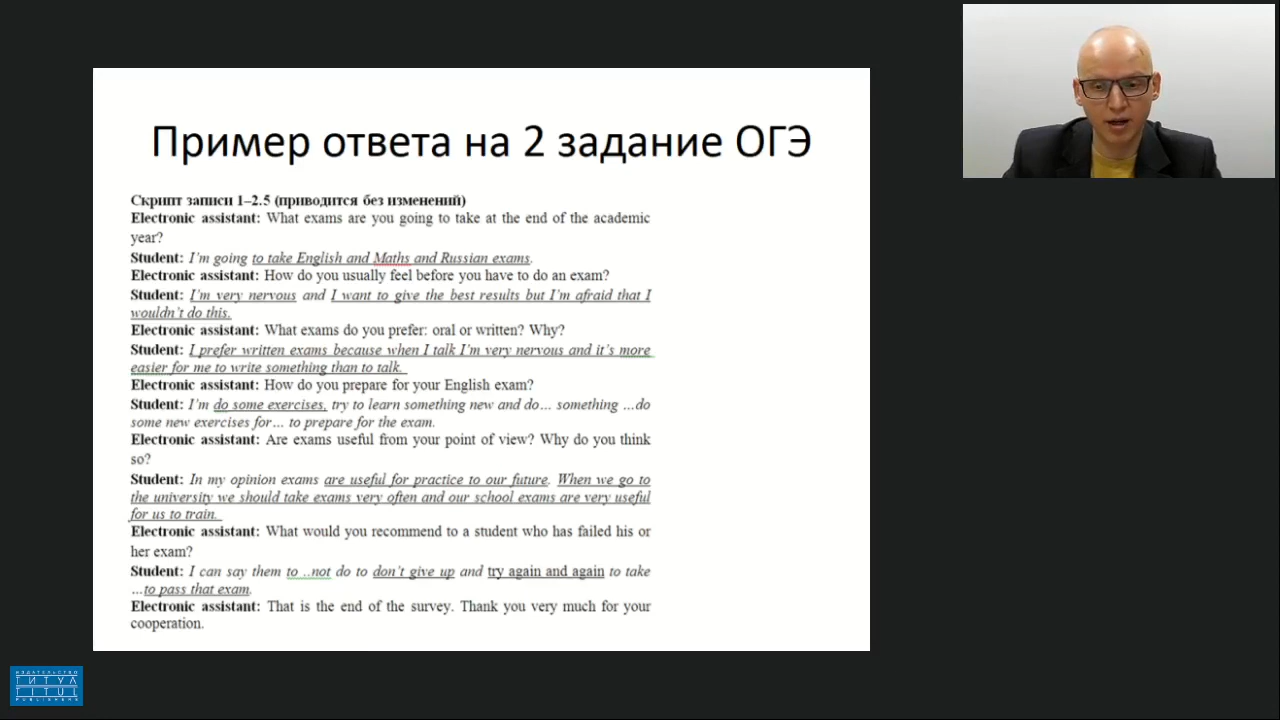 Пример ответа на 2 задание ОГЭ
Скрипт записи 1–2.5 (приводится без изменений)
Electronic assistant: What exams are you going to take at the end of the academic
year?
Student: I'm going to take English and Maths and Russian exams.
Electronic assistant: How do you usually feel before you have to do an exam?
Student: I'm very nervous and I want to give the best results but I'm afraid that I
wouldn't do this.
Electronic assistant: What exams do you prefer: oral or written? Why?
Student: I prefer written exams because when I talk I'm very nervous and it's more
easier for me to write something than to talk.
Electronic assistant: How do you prepare for your English exam?
Student: I'm do some exercises, try to learn something new and do… something …do
some new exercises for… to prepare for the exam.
Electronic assistant: Are exams useful from your point of view? Why do you think
so?
Student: In my opinion exams are useful for practice to our future. When we go to
the university we should take exams very often and our school exams are very useful
for us to train.
Electronic assistant: What would you recommend to a student who has failed his or
her exam?
Student: I can say them to ..not do to don't give up and try again and again to take
…to pass that exam.
Electronic assistant: That is the end of the survey. Thank you very much for your
cooperation.
ИЗДАТЕЛЬСТВО
ТИТУЛ
TITUL
PUBLISHERS